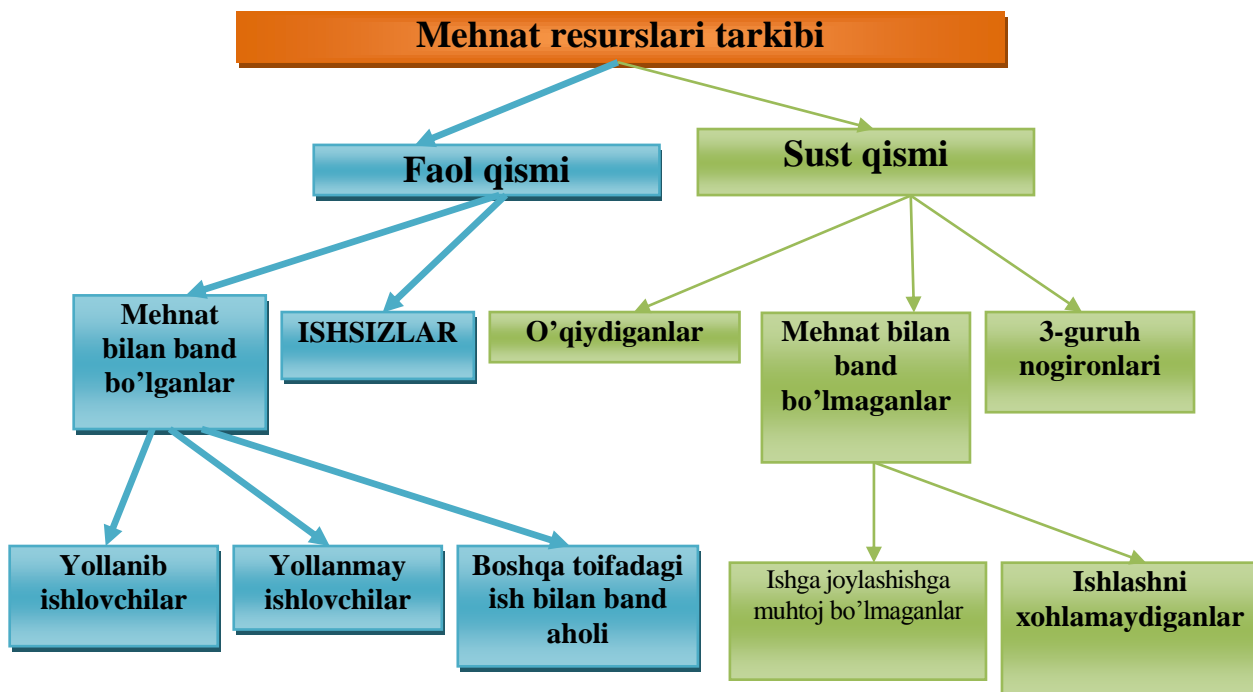 Mehnat resurslari tarkibi
Faol qismi
Sust qismi
Mehnat
bilan band
bo’lganlar
ISHSIZLAR
O’qiydiganlar
Mehnat bilan
band
bo’lmaganlar
3-guruh
nogironlari
Yollanib
ishlovchilar
Yollanmay
ishlovchilar
Boshqa toifadagi
ish bilan band
aholi
Ishga joylashishga
muhtoj bo’lmaganlar
Ishlashni
xohlamaydiganlar